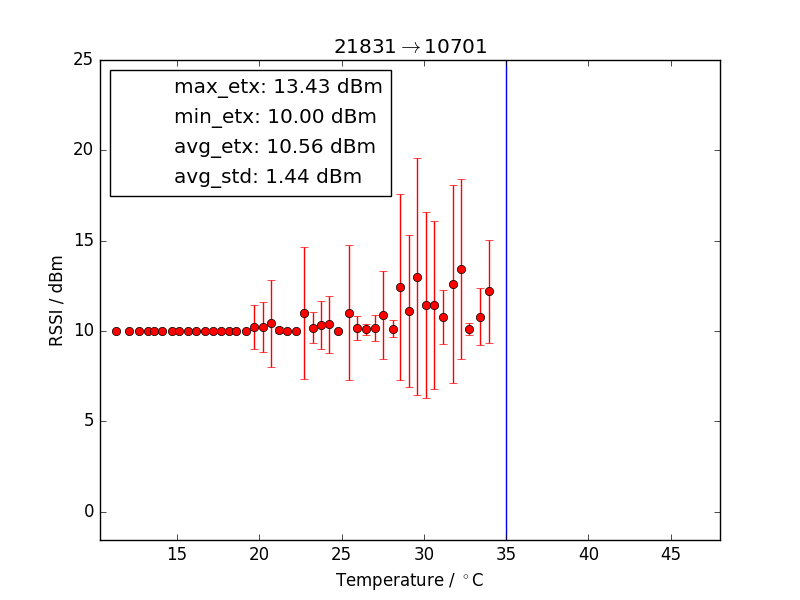 21831→10701
max_etx: 13.43 dBm
min_etx: 10.00 dBm
avg_etx: 10.56 dBm
avg_std: 1.44 dBm
RSSI / dBm
25
20
15
10
5
0
15 20 25 30 35 40 45
Temperature / °C